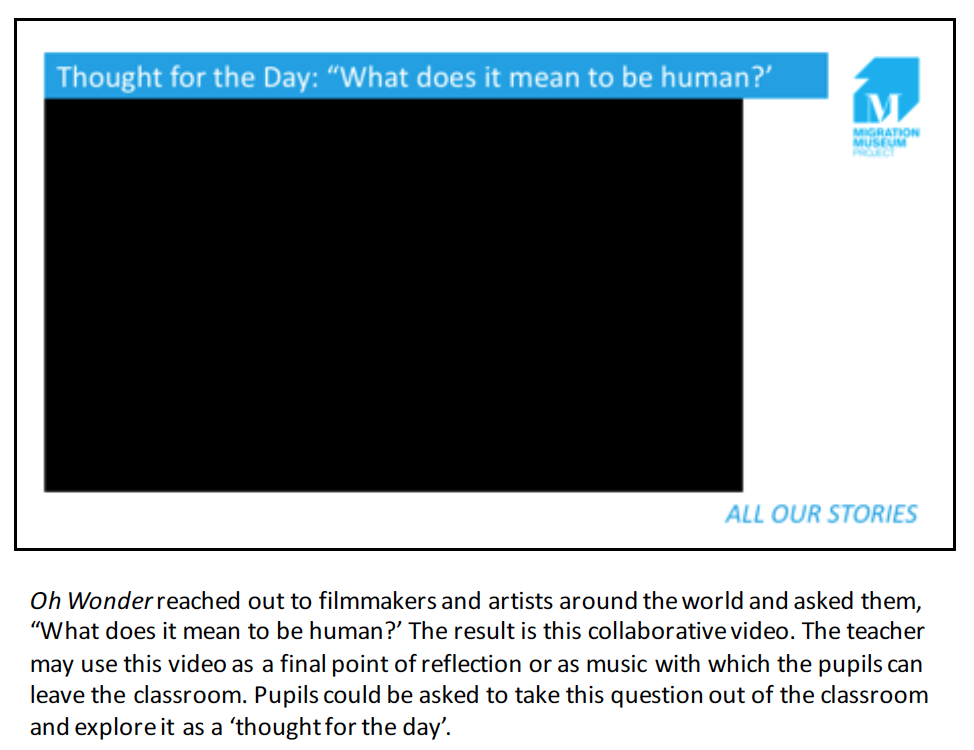 Thought for the Day: “What does it mean to be human?’
M
MIGRATION
MUSEUM
PROJECT
ALL OUR STORIES
Oh Wonder reached out to filmmakers and artists around the world and asked them,
“What does it mean to be human?’ The result is this collaborative video. The teacher
may use this video as a final point of reflection or as music with which the pupils can
leave the classroom. Pupils could be asked to take this question out of the classroom
and explore it as a ‘thought for the day’.